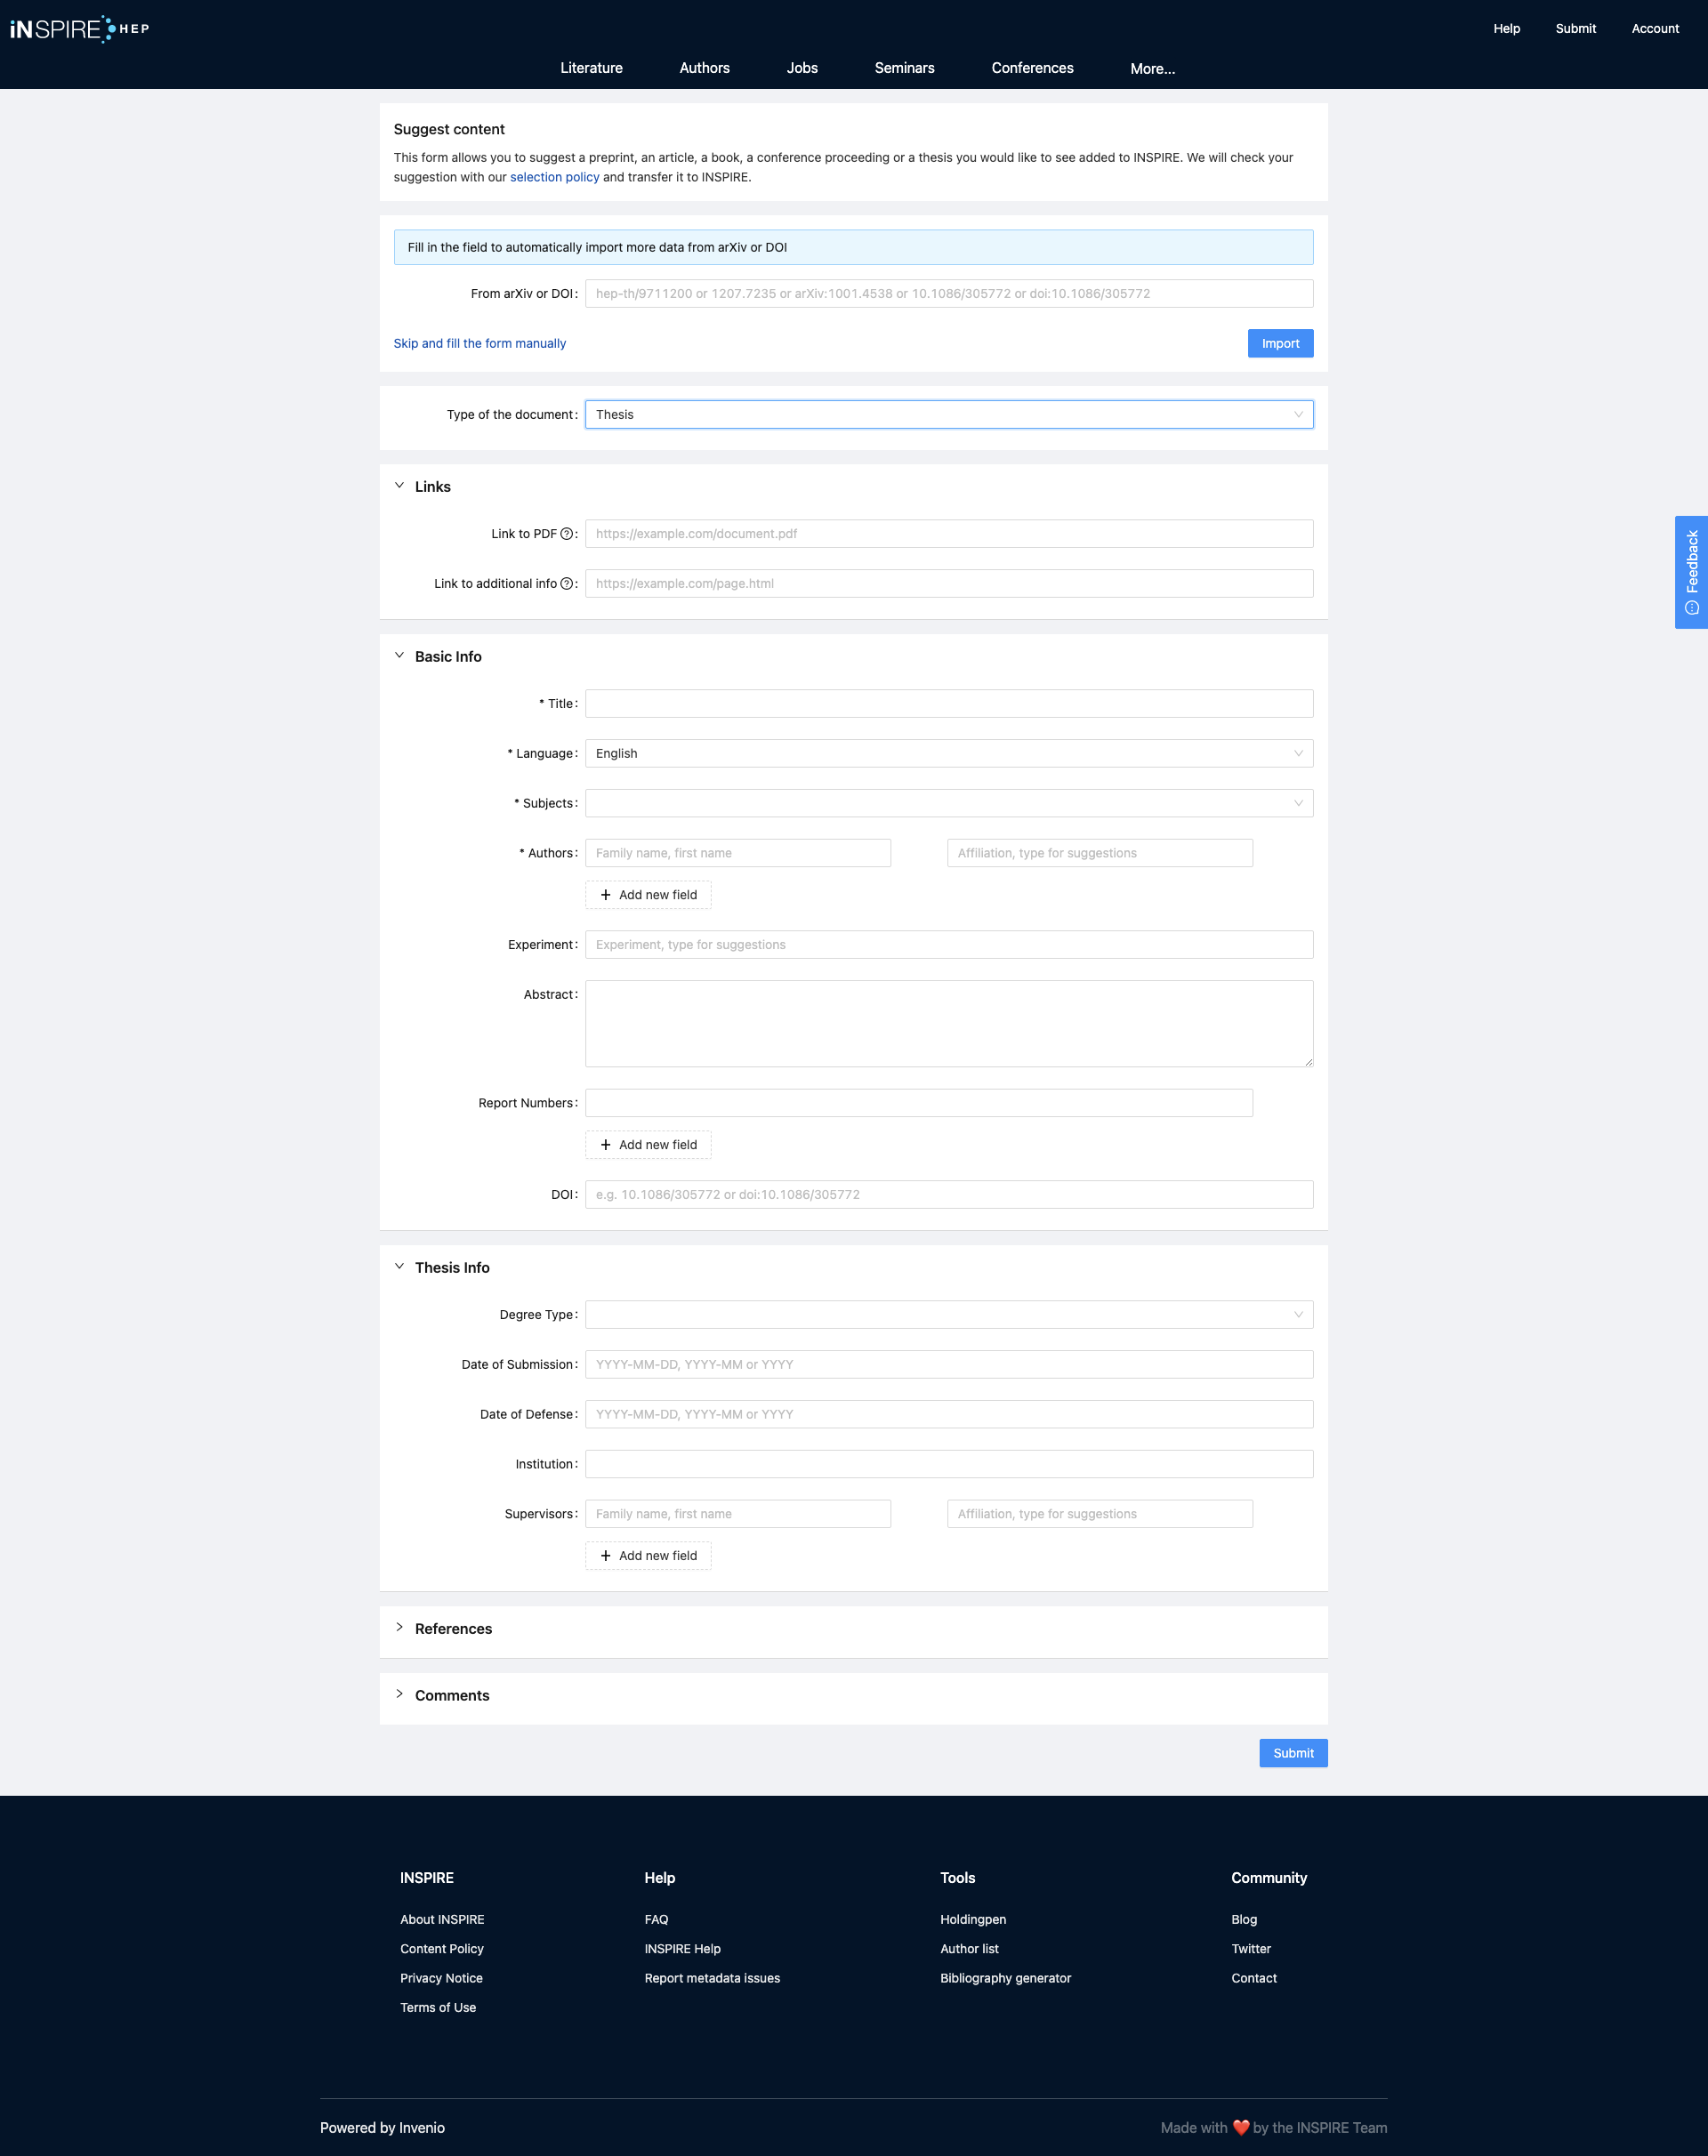 iNSPIRE HEP
Help Submit Account
Literature Authors Jobs Seminars Conferences More...
Suggest content
This form allows you to suggest a preprint, an article, a book, a conference proceeding or a thesis you would like to see added to INSPIRE. We will check your
suggestion with our selection policy and transfer it to INSPIRE.
Fill in the field to automatically import more data from arXiv or DOI
From arXiv or DOI: hep-th/9711200 or 1207.7235 or arXiv:1001.4538 or 10.1086/305772 or doi:10.1086/305772
Skip and fill the form manually Import
Type of the document: Thesis
Links
Link to PDF ?: https://example.com/document.pdf
Link to additional info ?: https://example.com/page.html
Feedback
Basic Info
* Title:
* Language: English
* Subjects:
* Authors: Family name, first name Affiliation, type for suggestions
+ Add new field
Experiment: Experiment, type for suggestions
Abstract:
Report Numbers:
+ Add new field
DOI: e.g. 10.1086/305772 or doi:10.1086/305772
Thesis Info
Degree Type:
Date of Submission: YYYY-MM-DD, YYYY-MM or YYYY
Date of Defense: YYYY-MM-DD, YYYY-MM or YYYY
Institution:
Supervisors: Family name, first name Affiliation, type for suggestions
+ Add new field
References
Comments
Submit
INSPIRE Help Tools Community
About INSPIRE FAQ Holdingpen Blog
Content Policy INSPIRE Help Author list Twitter
Privacy Notice Report metadata issues Bibliography generator Contact
Terms of Use
Powered by Invenio Made with ❤️ by the INSPIRE Team